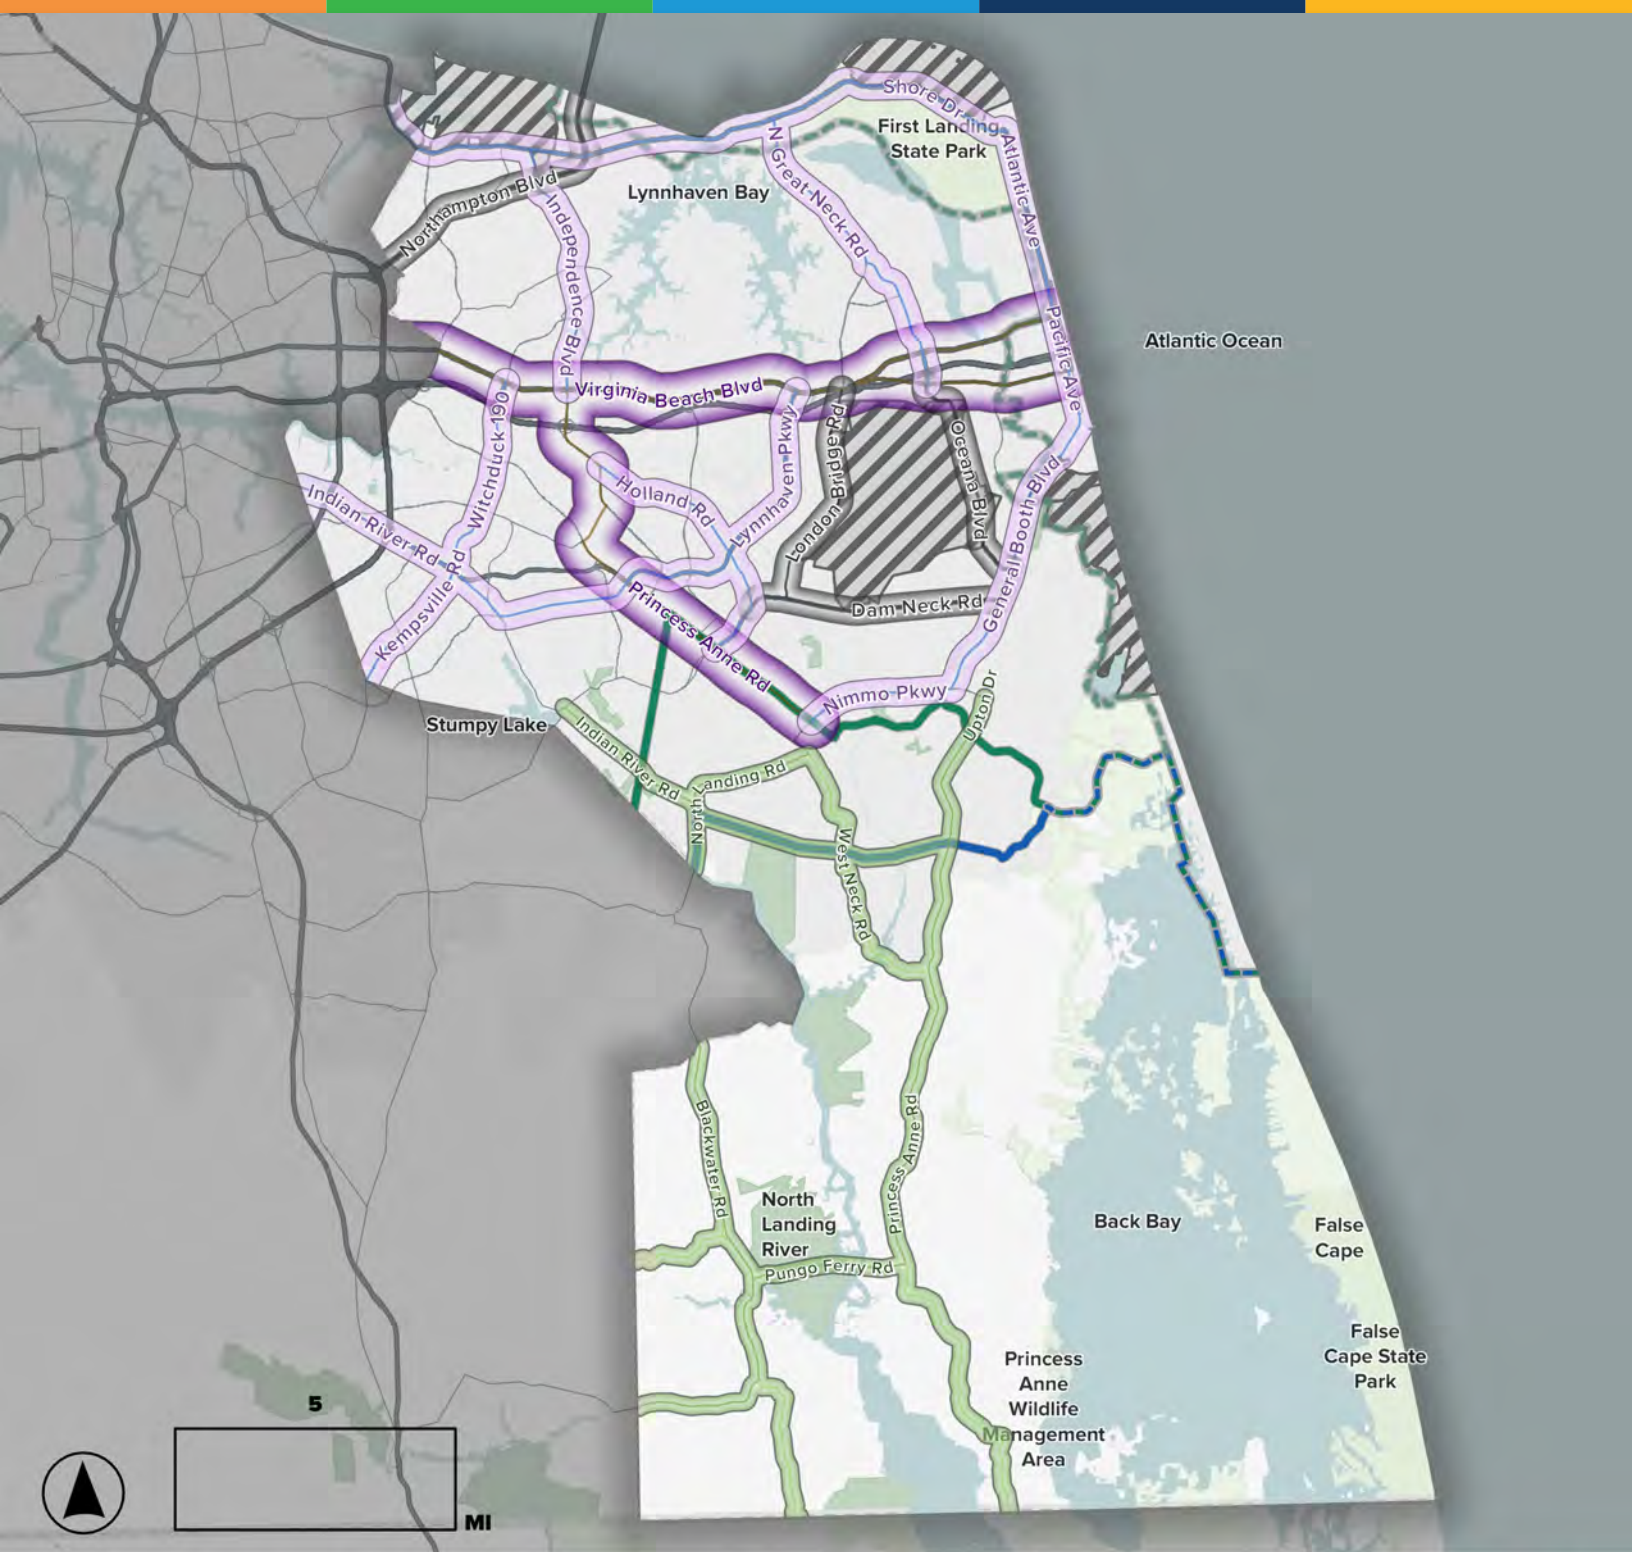 Shore Dr
First Landing
State Park
Atlantic Ave
N Great Neck Rd
Lynnhaven Bay
Northampton Blvd
Independence Blvd
Atlantic Ocean
Pacific Ave
Virginia Beach Blvd
Witchduck 190
Lynnhaven Pkwy
London Bridge Rd
Oceana Blvd
General Booth Blvd
Holland Rd
Indian River Rd
Kempsville Rd
Princess Anne Rd
Dam Neck Rd
Nimmo Pkwy
Upton Dr
Stumpy Lake
Indian River Rd
North Landing Rd
West Neck Rd
Blackwater Rd
Princess Anne Rd
North
Landing
River
Pungo Ferry Rd
Back Bay
False
Cape
False
Cape State
Park
Princess
Anne
Wildlife
Management
Area
5
MI